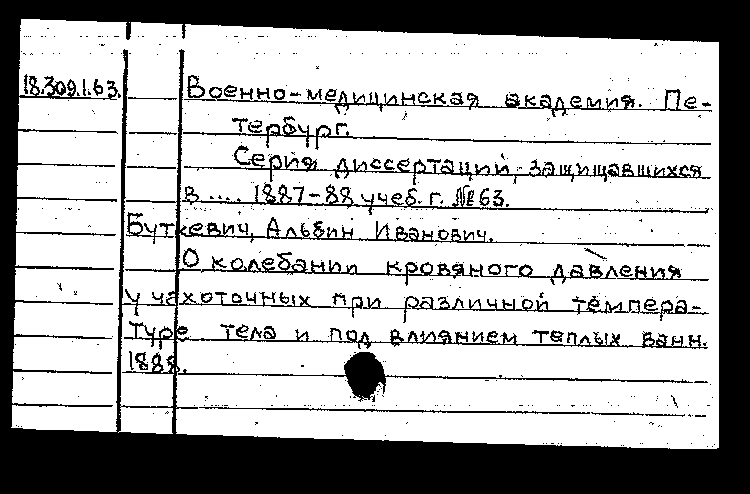 18.309.1.63. Военно-медицинская академия. Пе-
тербург.
Серия диссертаций, защищавшихся
в .... 1887-88 учеб. г. №63.
Буткевич, Альбин Иванович.
О колебании кровяного давления
у чахоточных при различной темпера-
туре тела и под влиянием теплых ванн.
1888.